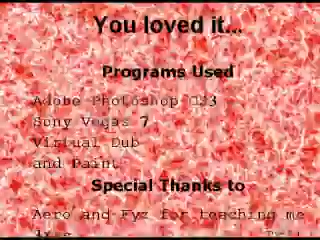 You loved it...
Programs Used
Adobe Photoshop CS3
Sony Vegas 7
Virtual Dub
and Paint
Special Thanks to
Aero and Fyz for teaching me